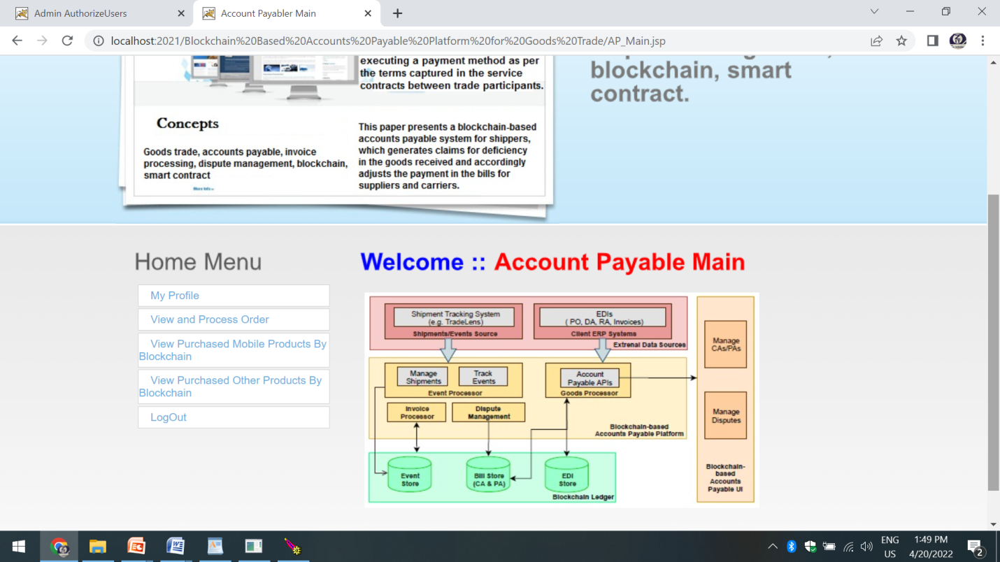 Admin AuthorizeUsers
Account Payabler Main
localhost:2021/Blockchain%20Based%20Accounts%20Payable%20Platform%20for%20Goods%20Trade/AP_Main.jsp
executing a payment method as per
the terms captured in the service
contracts between trade participants.
blockchain, smart
contract.
Concepts
Goods trade, accounts payable, invoice
processing, dispute management, blockchain,
smart contract
More Info »
This paper presents a blockchain-based
accounts payable system for shippers,
which generates claims for deficiency
in the goods received and accordingly
adjusts the payment in the bills for
suppliers and carriers.
Home Menu
My Profile
View and Process Order
View Purchased Mobile Products By
Blockchain
View Purchased Other Products By
Blockchain
LogOut
Welcome :: Account Payable Main
Shipment Tracking System
(e.g. TradeLens)
Shipments/Events Source
EDIs
( PO, DA, RA, Invoices)
Client ERP Systems
Extrenal Data Sources
Manage
Shipments
Track
Events
Event Processor
Account
Payable APIs
Goods Processor
Invoice
Processor
Dispute
Management
Blockchain-based
Accounts Payable Platform
Event
Store
Bill Store
(CA & PA)
EDI
Store
Blockchain Ledger
Manage
CAs/PAs
Manage
Disputes
Blockchain-
based
Accounts
Payable UI
ENG
US
1:49 PM
4/20/2022
2